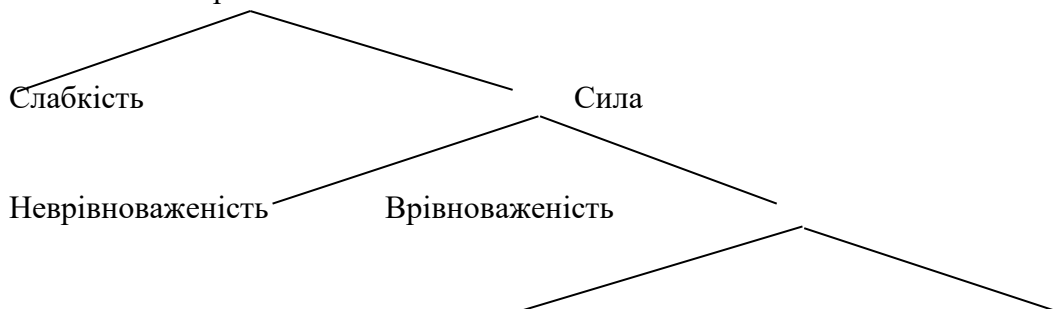 Слабкість Сила
Неврівноваженість Врівноваженість